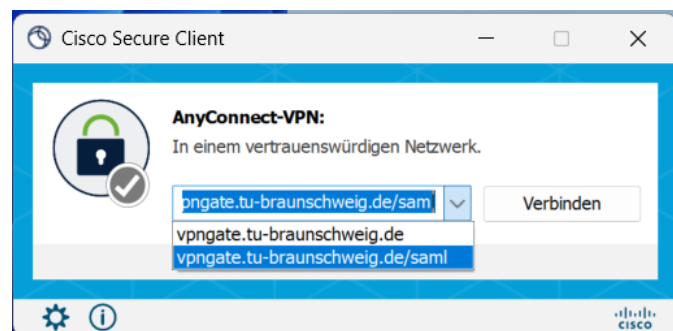 Cisco Secure Client
AnyConnect-VPN:
In einem vertrauenswürdigen Netzwerk.
pngate.tu-braunschweig.de/saml
Verbinden
vpngate.tu-braunschweig.de
vpngate.tu-braunschweig.de/saml
CISCO